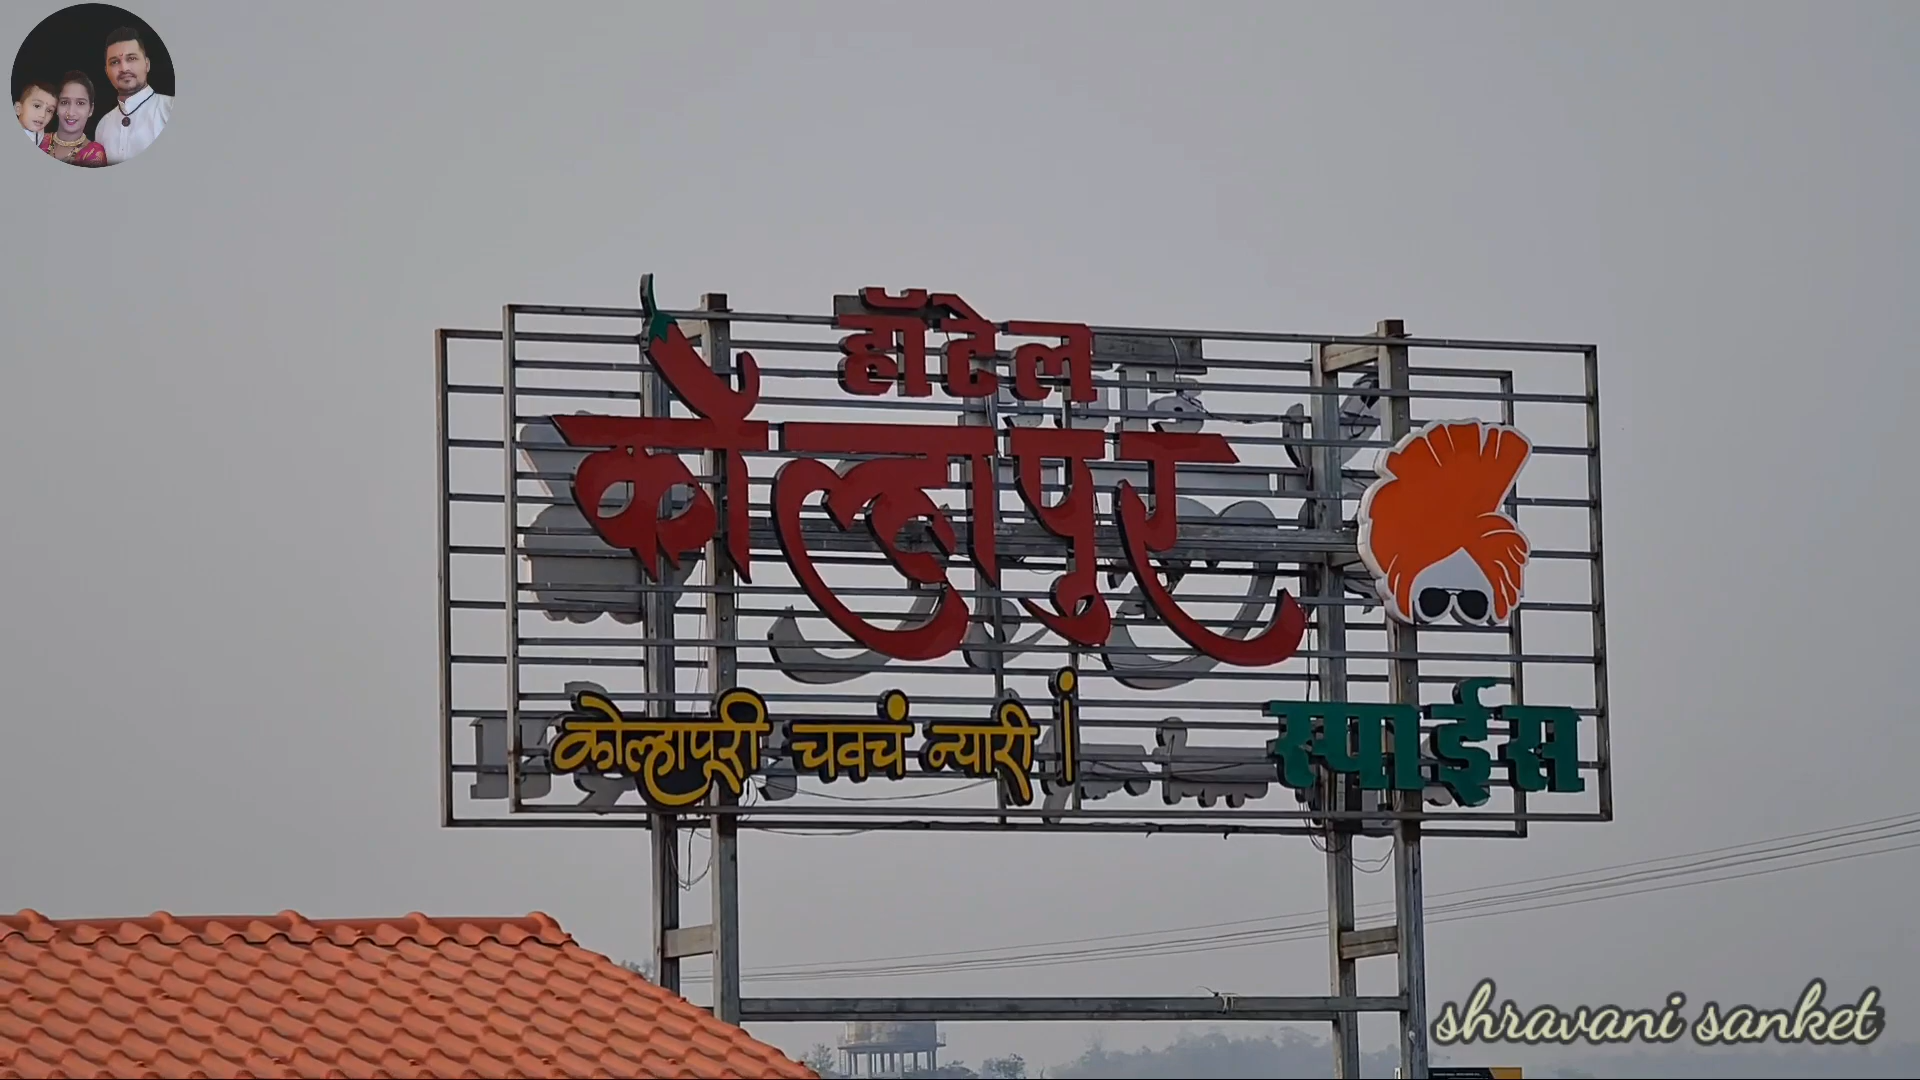 हॉटेल
कोल्हापुर
कोल्हापूरी चवचं न्यारी !
स्पाईस
shravani sanket